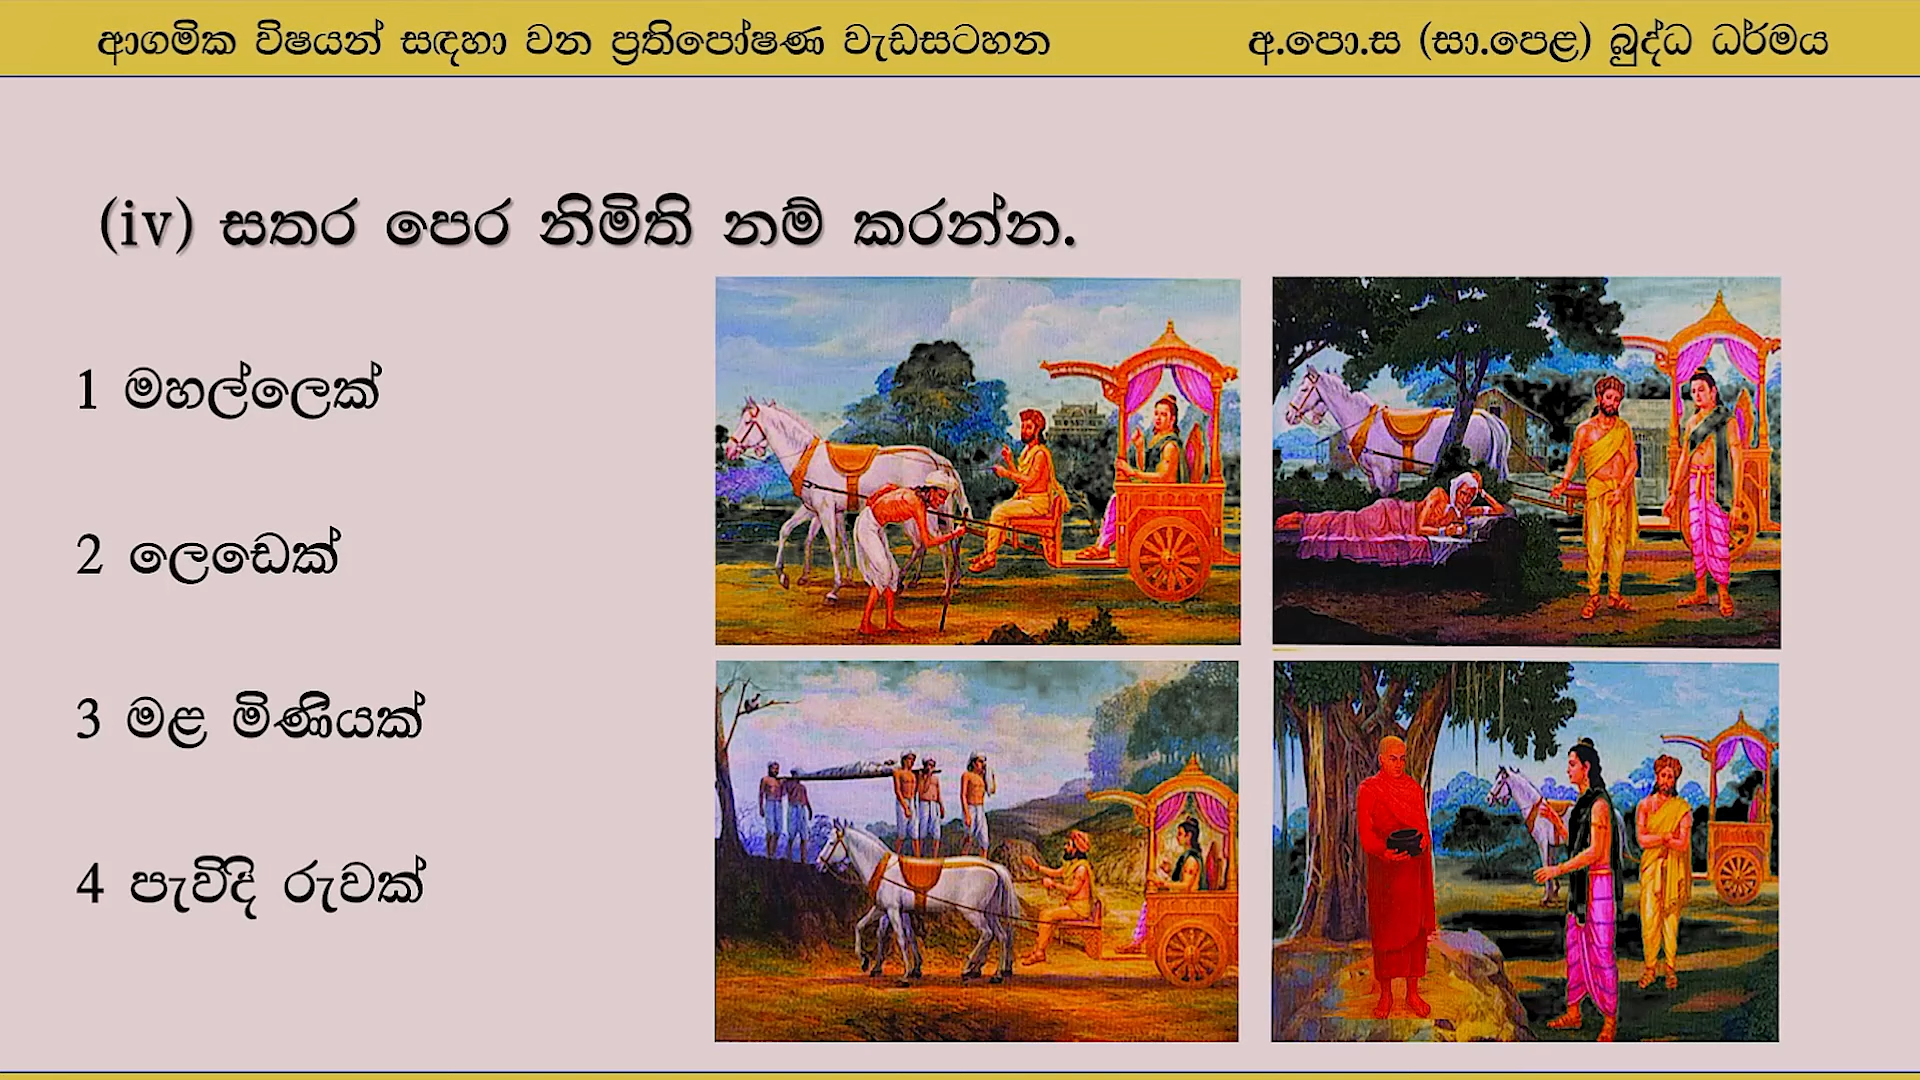 ආගමික විෂයන් සඳහා වන ප්‍රතිපෝෂණ වැඩසටහන
අ.පො.ස (සා.පෙළ) බුද්ධ ධර්මය
(iv) සතර පෙර නිමිති නම් කරන්න.
1 මහල්ලෙක්
2 ලෙඩෙක්
3 මළ මිණියක්
4 පැවිදි රුවක්